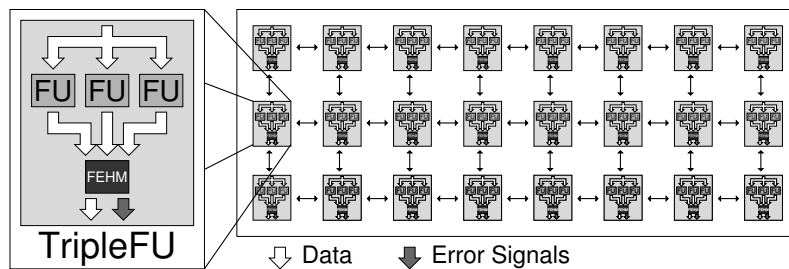 FU FU FU
FEHM
TripleFU
Data
Error Signals